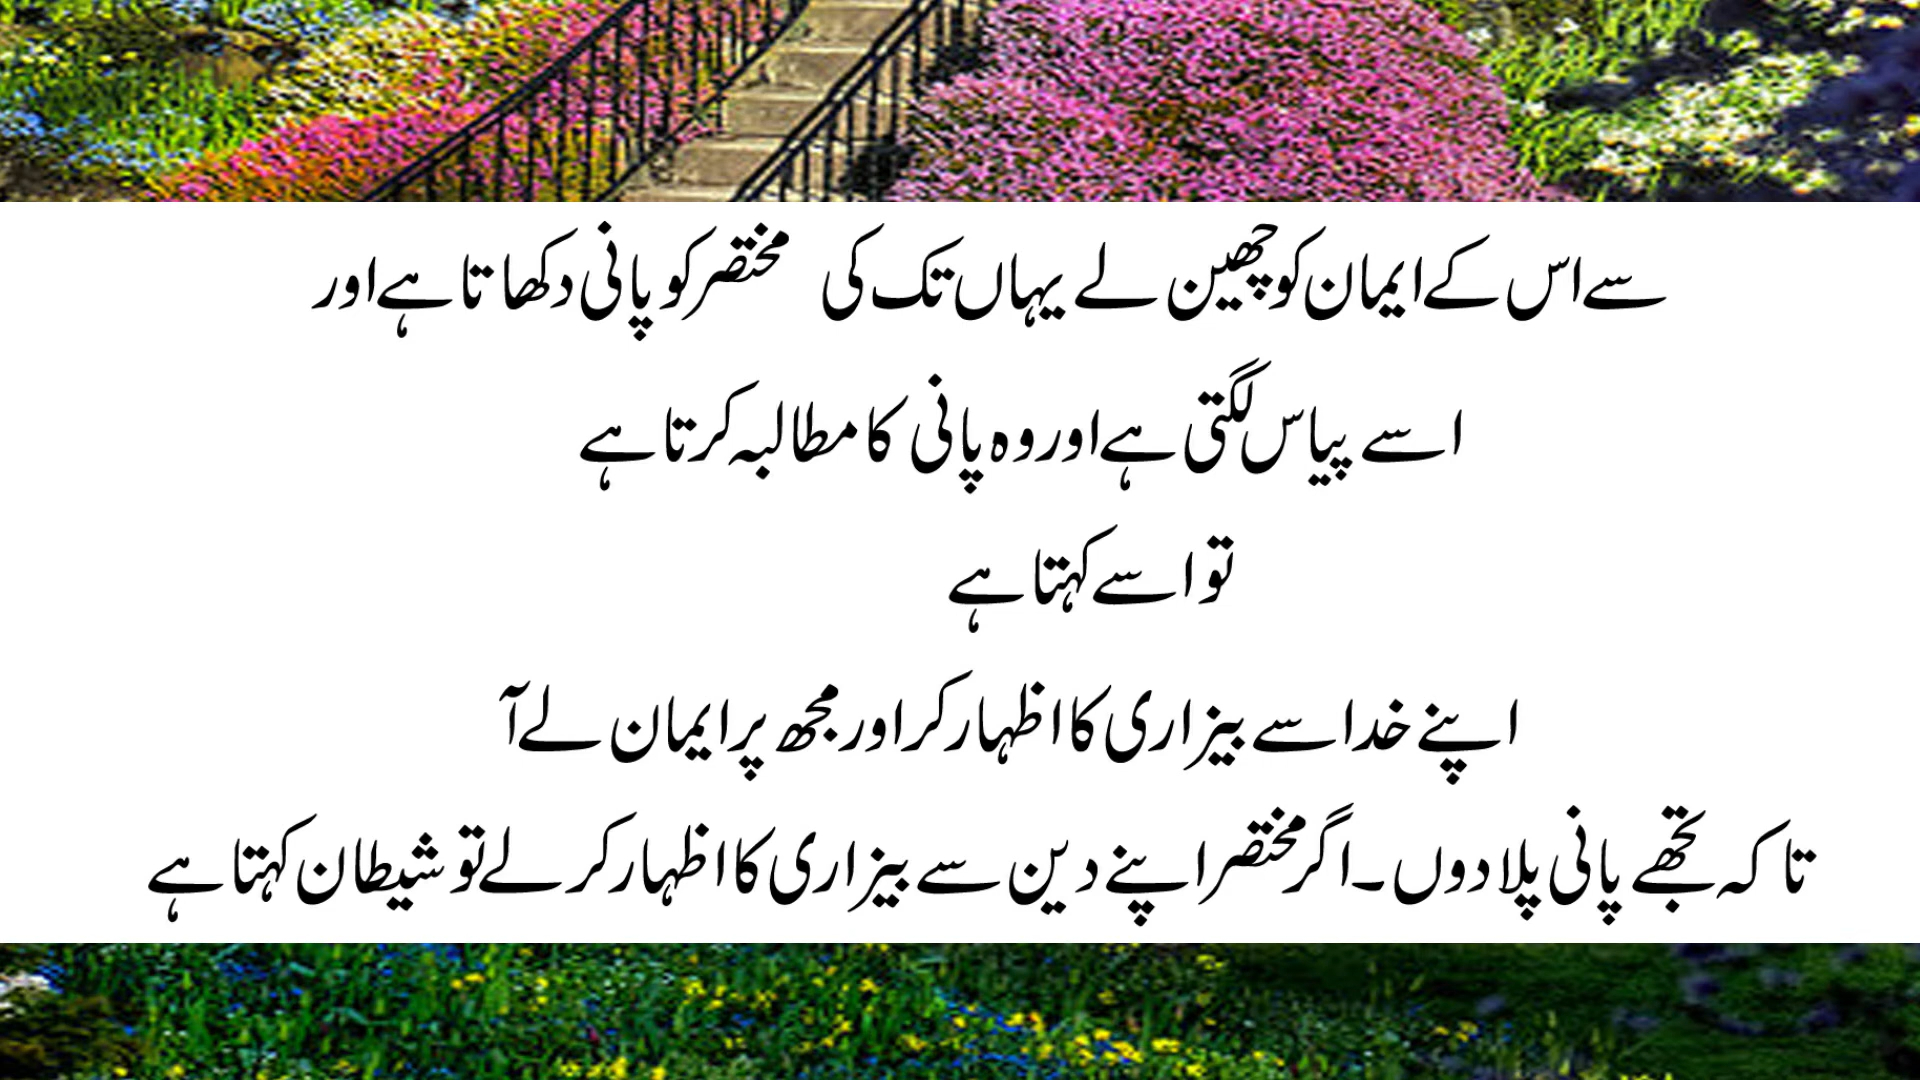 سے اس کے ایمان کو چھین لے یہاں تک کی مختصر کو پانی دکھاتا ہے اور
اسے پیاس لگتی ہے اور وہ پانی کا مطالبہ کرتا ہے
تو اسے کہتا ہے
اپنے خدا سے بیزاری کا اظہار کر اور مجھ پر ایمان لے آ
تاکہ تجھے پانی پلا دوں۔ اگر مختصر اپنے دین سے بیزاری کا اظہار کر لے تو شیطان کہتا ہے